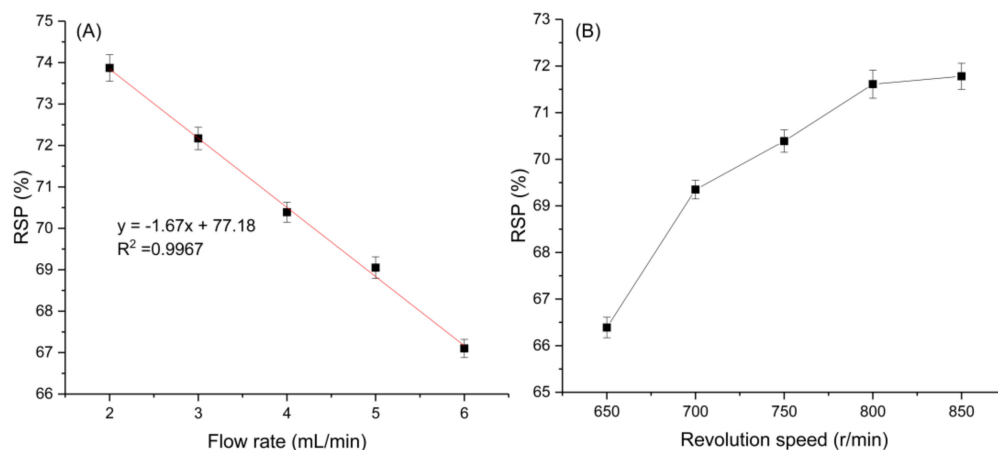 (A)
75
74
73
72
71
70
69
68
67
66
RSP (%)
y = -1.67x + 77.18
R² =0.9967
2 3 4 5 6
Flow rate (mL/min)
(B)
73
72
71
70
69
68
67
66
65
RSP (%)
650 700 750 800 850
Revolution speed (r/min)